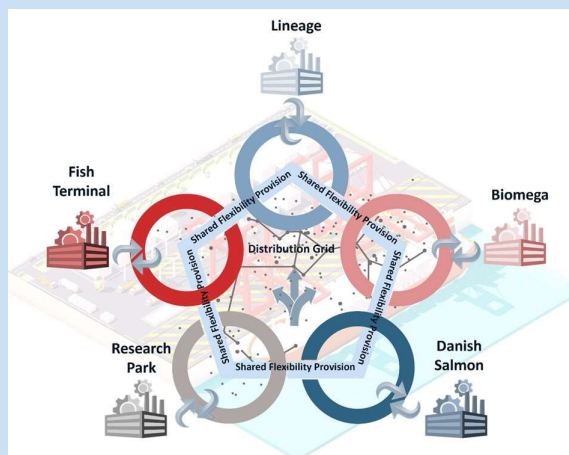 Lineage
Fish
Terminal
Shared Flexibility Provision
Shared Flexibility Provision
Biomega
Distribution Grid
Shared Flexibility Provision
Shared Flexibility Provision
Research
Park
Shared Flexibility Provision
Danish
Salmon